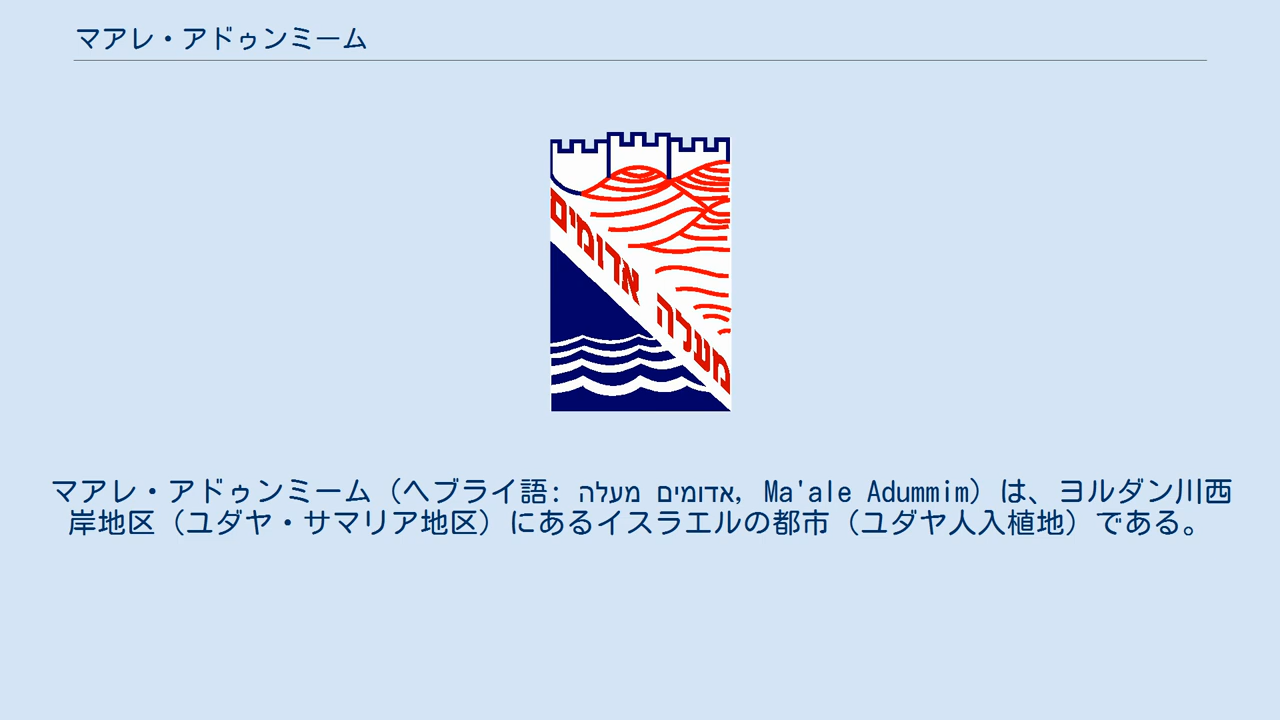 マアレ・アドゥンミーム
מעלה אדומים
マアレ・アドゥンミーム（ヘブライ語: אדומים מעלה, Ma'ale Adummim）は、ヨルダン川西
岸地区（ユダヤ・サマリア地区）にあるイスラエルの都市（ユダヤ人入植地）である。